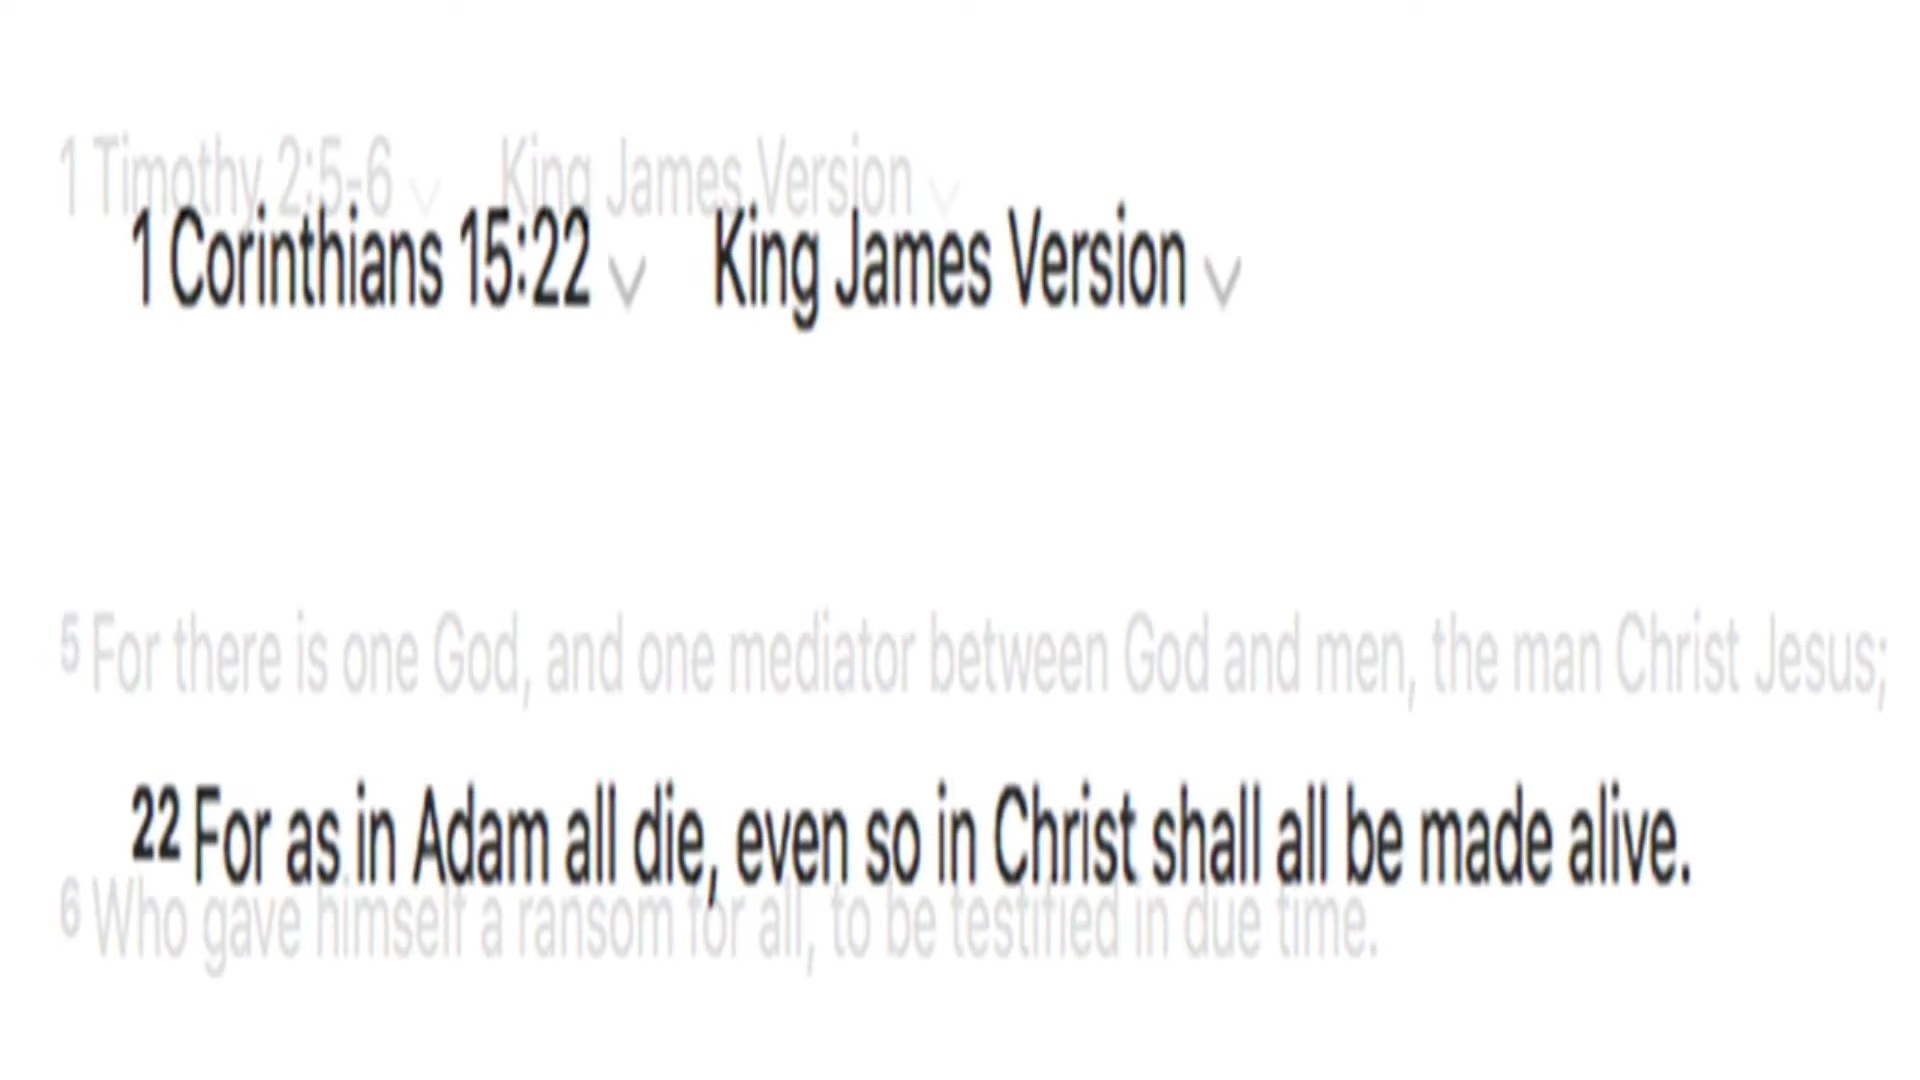 1 Timothy 2:5-6 King James Version
1 Corinthians 15:22 King James Version
5 For there is one God, and one mediator between God and men, the man Christ Jesus;
22 For as in Adam all die, even so in Christ shall all be made alive.
6 Who gave himself a ransom for all, to be testified in due time.